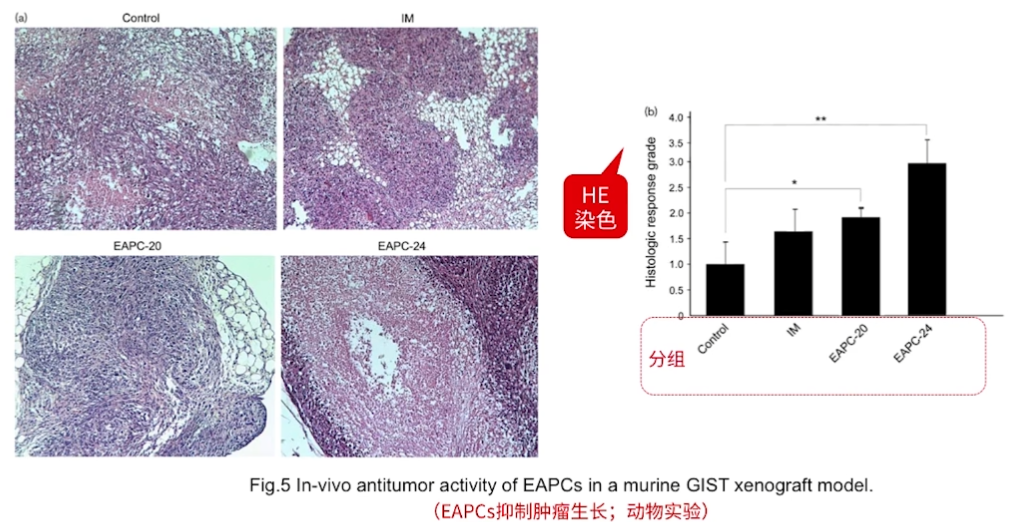 (a)
Control
IM
EAPC-20
EAPC-24
HE
染色
(b)
Histologic response grade
4.0
3.5
3.0
2.5
2.0
1.5
1.0
0.5
0
**
*
Control
IM
EAPC-20
EAPC-24
分组
Fig.5 In-vivo antitumor activity of EAPCs in a murine GIST xenograft model.
（EAPCs抑制肿瘤生长；动物实验）